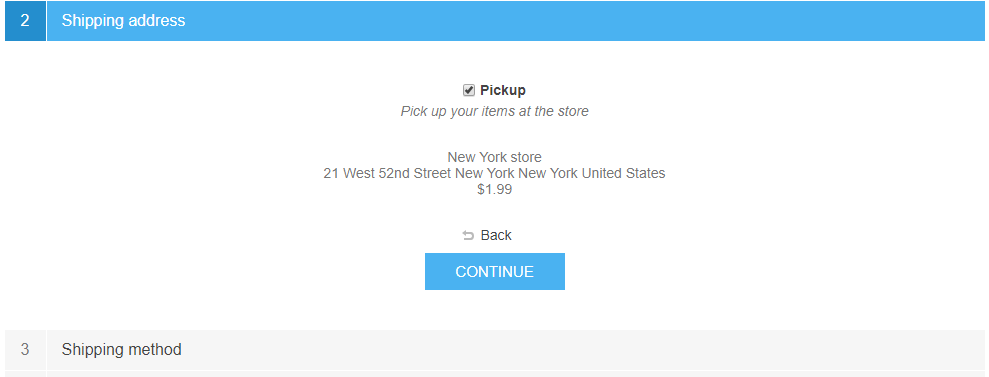 2 Shipping address
Pickup
Pick up your items at the store
New York store
21 West 52nd Street New York New York United States
$1.99
Back
CONTINUE
3 Shipping method